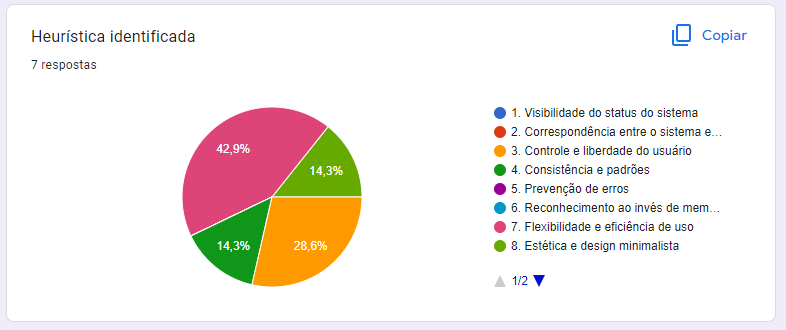 Heurística identificada
Copiar
7 respostas
1. Visibilidade do status do sistema
2. Correspondência entre o sistema e…
3. Controle e liberdade do usuário
4. Consistência e padrões
5. Prevenção de erros
6. Reconhecimento ao invés de mem…
7. Flexibilidade e eficiência de uso
8. Estética e design minimalista
1/2
42,9%
14,3%
14,3%
28,6%